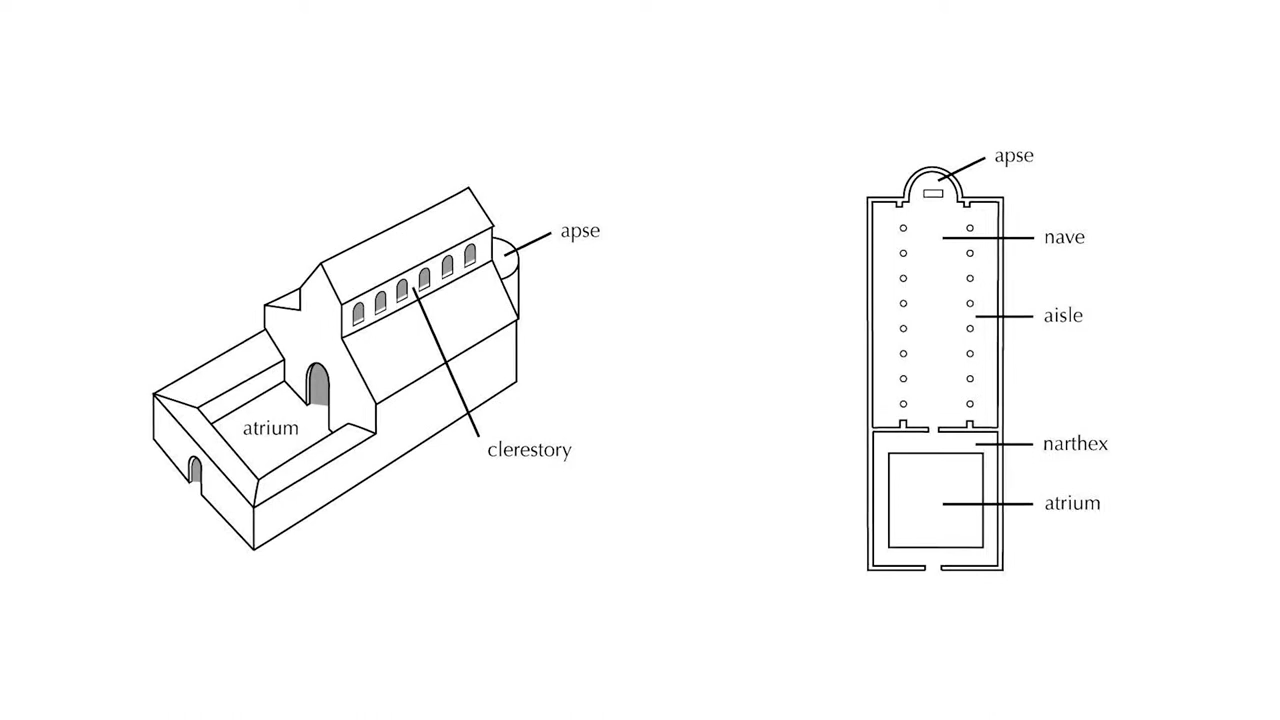 apse
atrium
clerestory
apse
nave
aisle
narthex
atrium